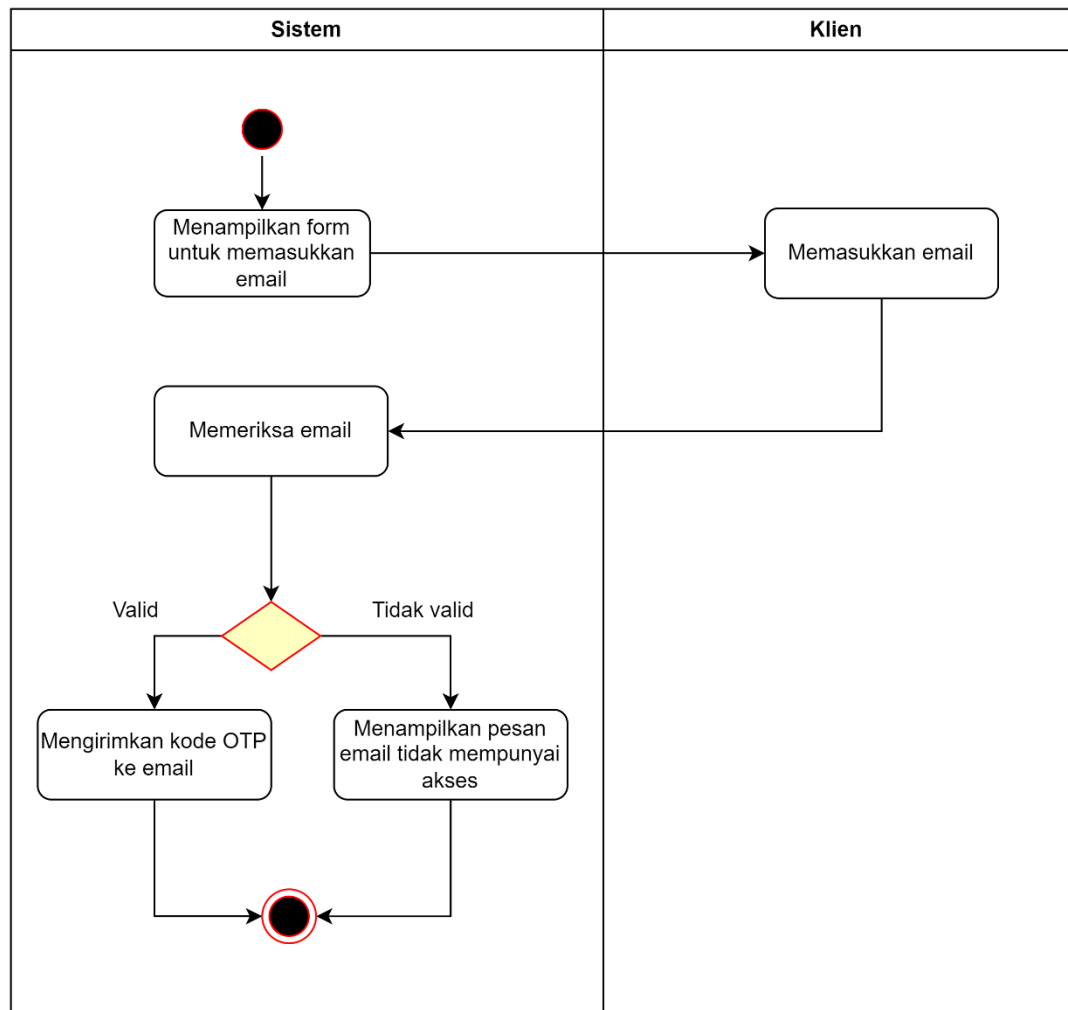 Sistem
Klien
Menampilkan form
untuk memasukkan
email
Memasukkan email
Memeriksa email
Valid
Tidak valid
Mengirimkan kode OTP
ke email
Menampilkan pesan
email tidak mempunyai
akses